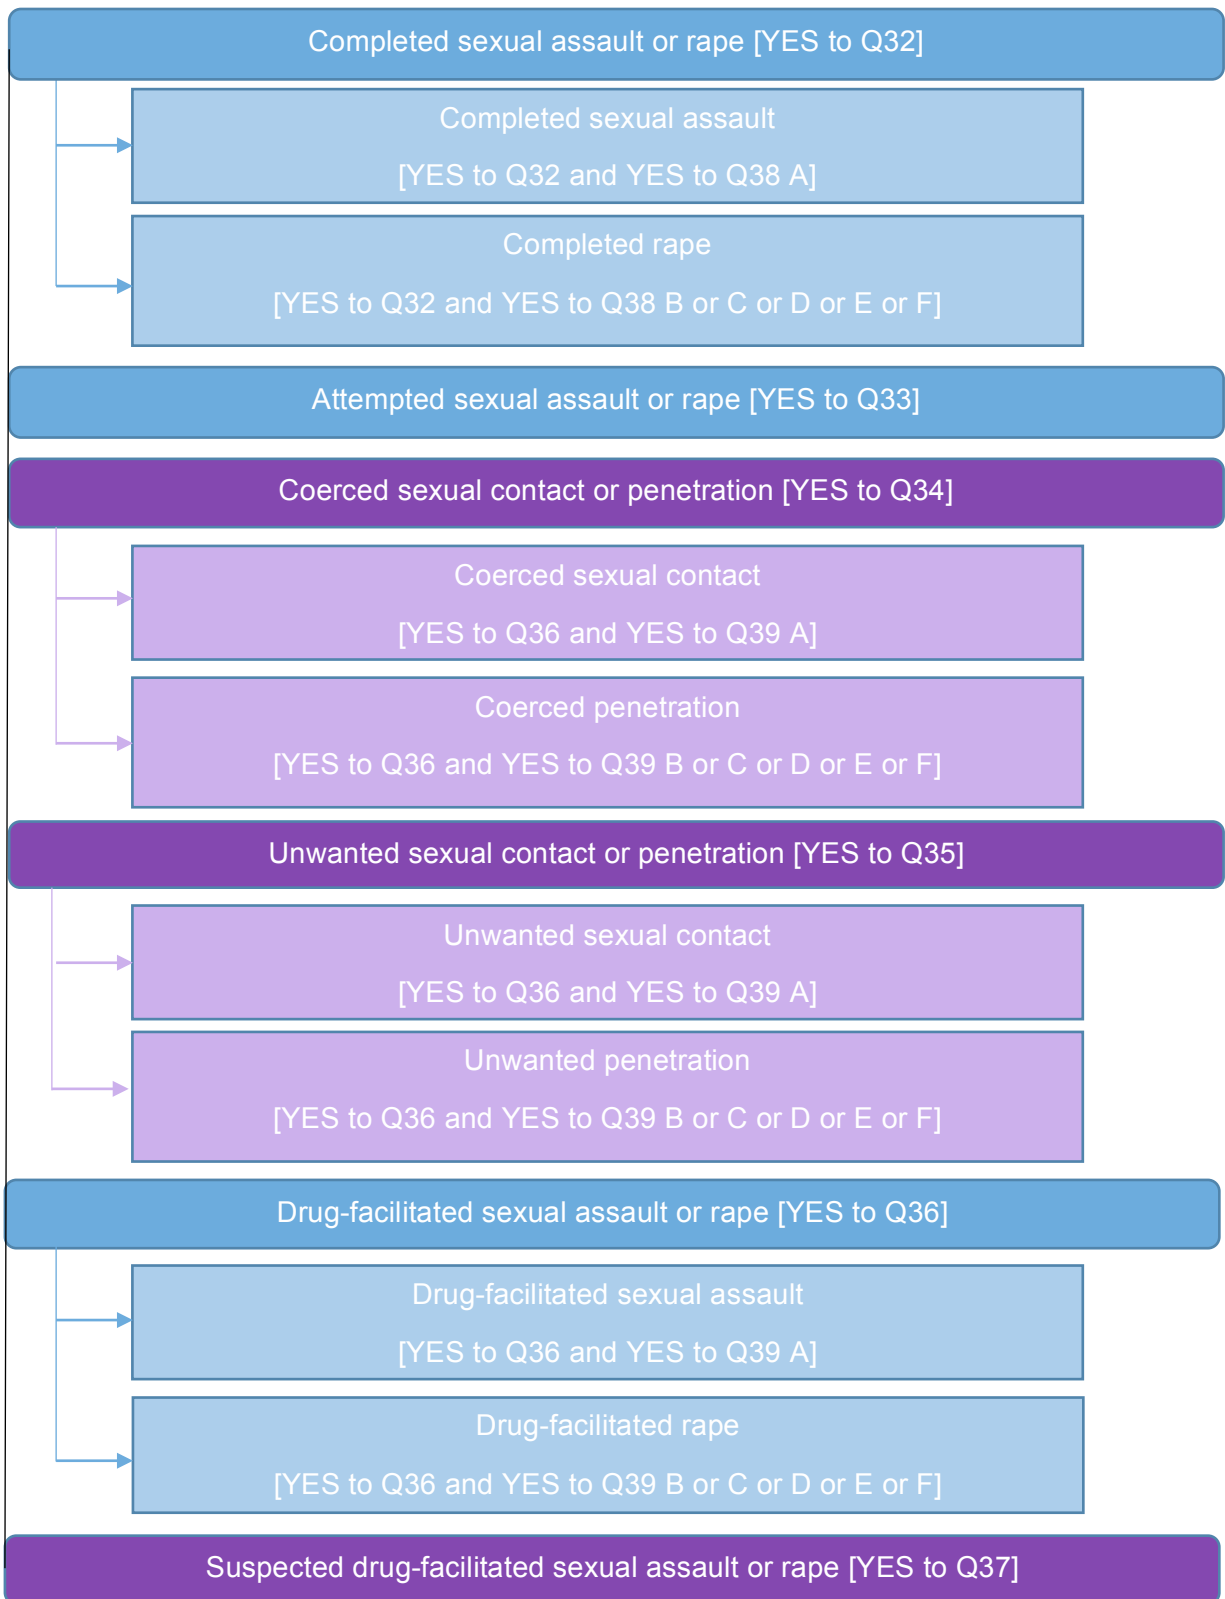 Completed sexual assault or rape [YES to Q32]
Completed sexual assault
[YES to Q32 and YES to Q38 A]
Completed rape
[YES to Q32 and YES to Q38 B or C or D or E or F]
Attempted sexual assault or rape [YES to Q33]
Coerced sexual contact or penetration [YES to Q34]
Coerced sexual contact
[YES to Q36 and YES to Q39 A]
Coerced penetration
[YES to Q36 and YES to Q39 B or C or D or E or F]
Unwanted sexual contact or penetration [YES to Q35]
Unwanted sexual contact
[YES to Q36 and YES to Q39 A]
Unwanted penetration
[YES to Q36 and YES to Q39 B or C or D or E or F]
Drug-facilitated sexual assault or rape [YES to Q36]
Drug-facilitated sexual assault
[YES to Q36 and YES to Q39 A]
Drug-facilitated rape
[YES to Q36 and YES to Q39 B or C or D or E or F]
Suspected drug-facilitated sexual assault or rape [YES to Q37]